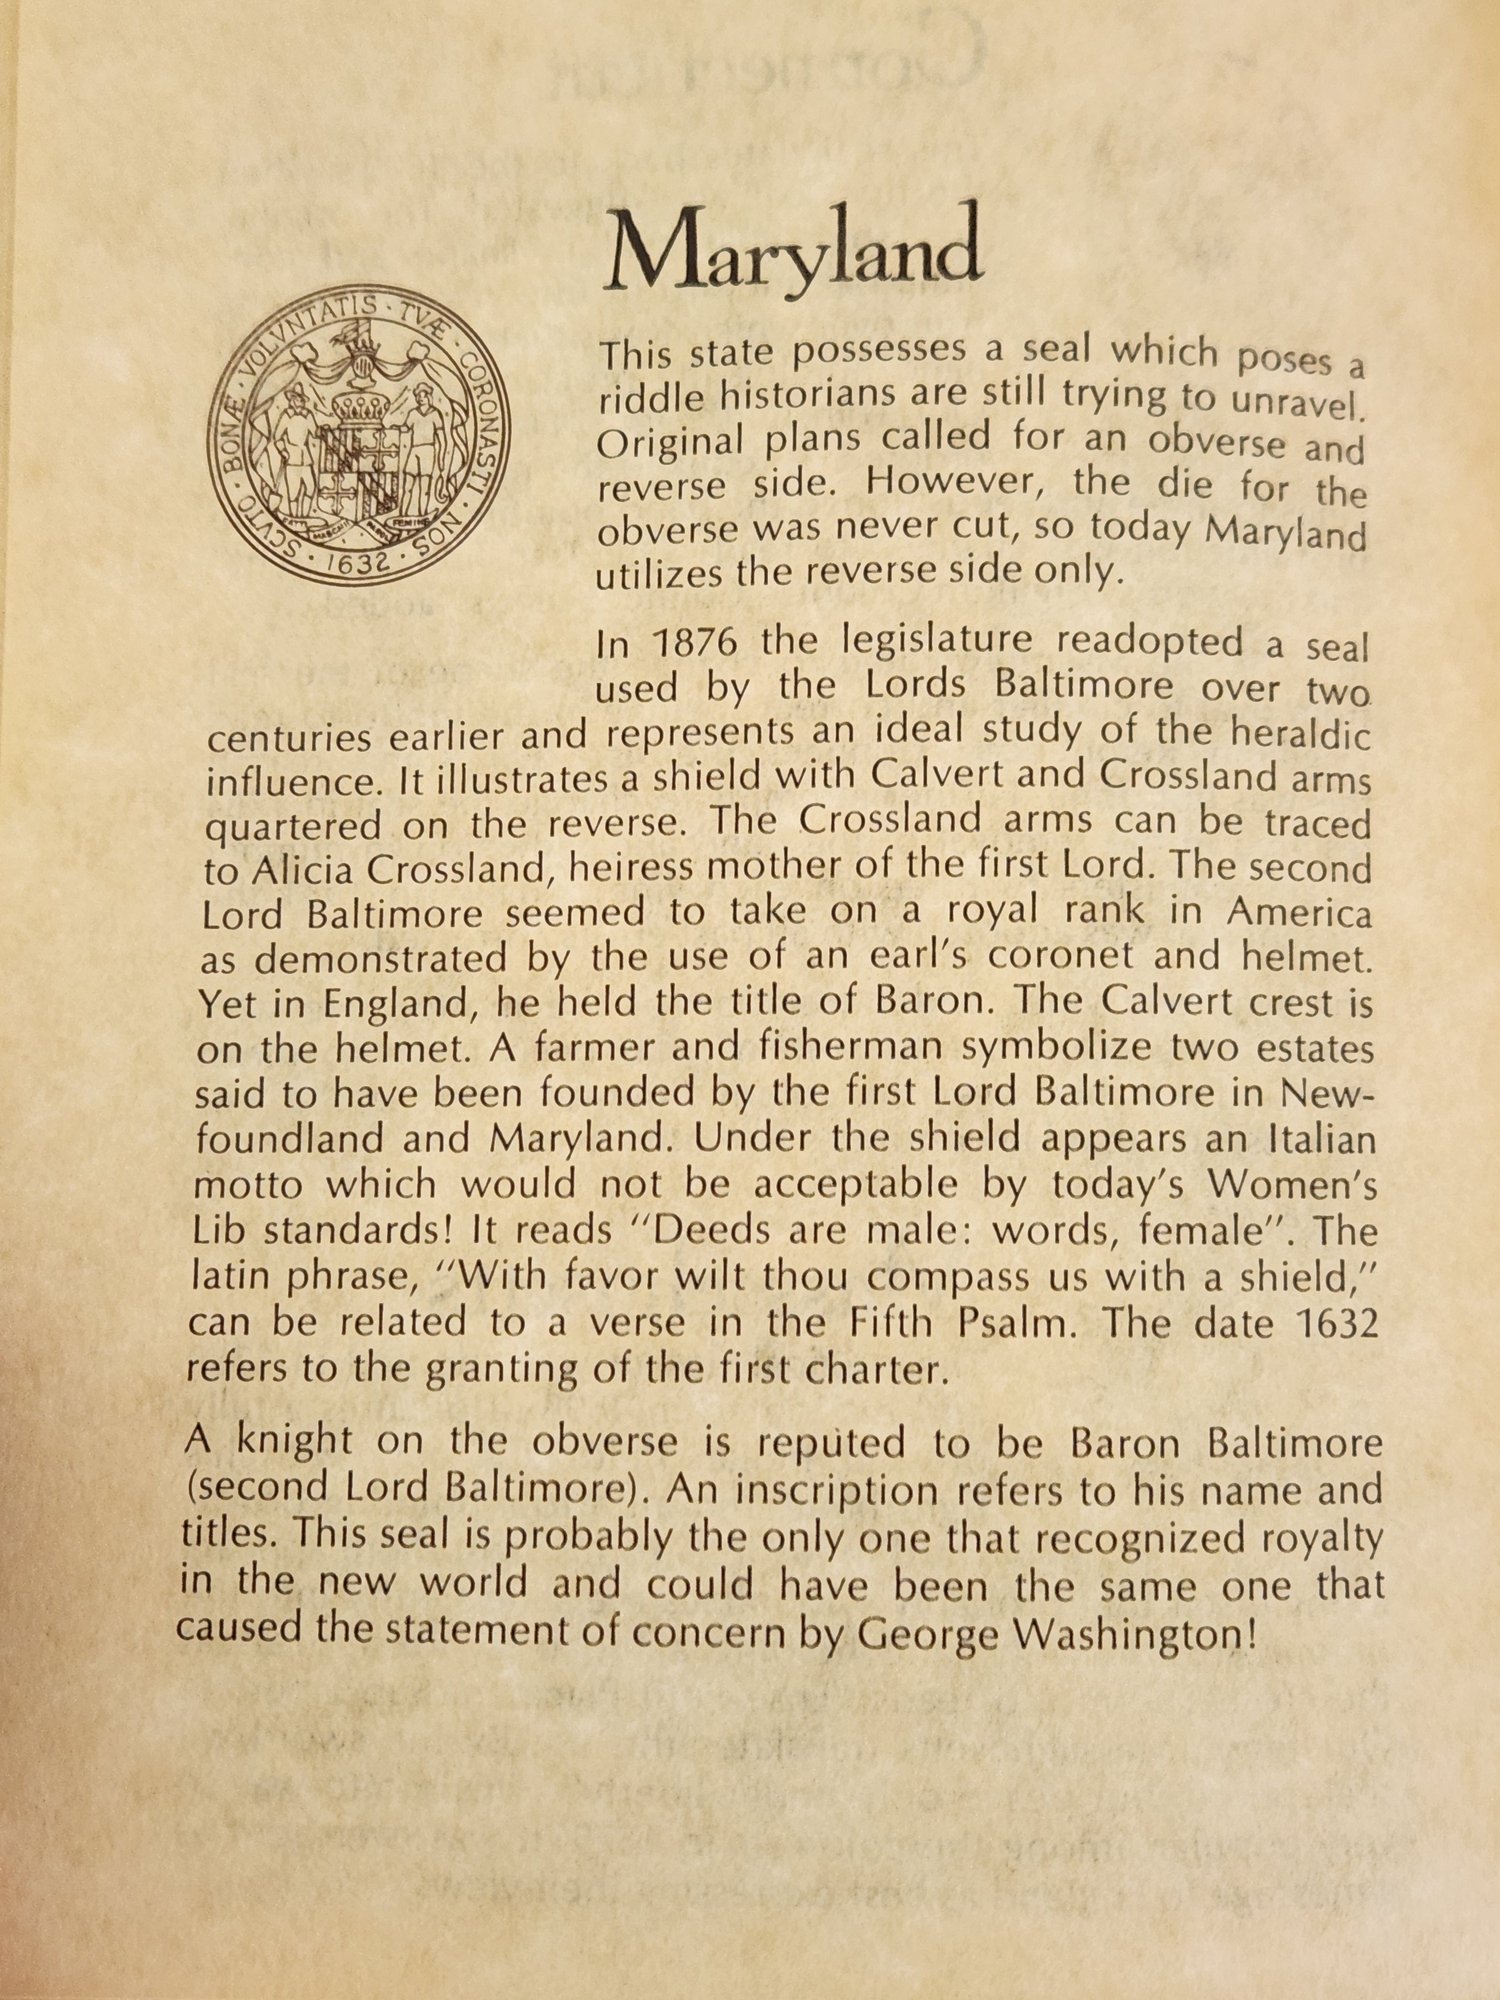 Maryland
SCVTO · BONÆ · VOLVNTATIS · TVÆ · CORONASTI · NOS
· 1632 ·
This state possesses a seal which poses a
riddle historians are still trying to unravel.
Original plans called for an obverse and
reverse side. However, the die for the
obverse was never cut, so today Maryland
utilizes the reverse side only.
In 1876 the legislature readopted a seal
used by the Lords Baltimore over two
centuries earlier and represents an ideal study of the heraldic
influence. It illustrates a shield with Calvert and Crossland arms
quartered on the reverse. The Crossland arms can be traced
to Alicia Crossland, heiress mother of the first Lord. The second
Lord Baltimore seemed to take on a royal rank in America
as demonstrated by the use of an earl's coronet and helmet.
Yet in England, he held the title of Baron. The Calvert crest is
on the helmet. A farmer and fisherman symbolize two estates
said to have been founded by the first Lord Baltimore in New-
foundland and Maryland. Under the shield appears an Italian
motto which would not be acceptable by today's Women's
Lib standards! It reads "Deeds are male: words, female". The
latin phrase, "With favor wilt thou compass us with a shield,"
can be related to a verse in the Fifth Psalm. The date 1632
refers to the granting of the first charter.
A knight on the obverse is reputed to be Baron Baltimore
(second Lord Baltimore). An inscription refers to his name and
titles. This seal is probably the only one that recognized royalty
in the new world and could have been the same one that
caused the statement of concern by George Washington!